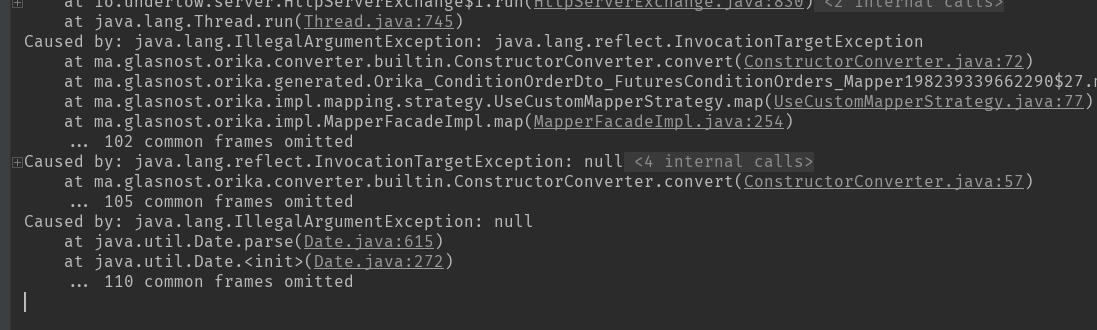 at io.undertow.server.HttpServerExchange$1.run(HttpServerExchange.java:830) <2 internal calls>
at java.lang.Thread.run(Thread.java:745)
Caused by: java.lang.IllegalArgumentException: java.lang.reflect.InvocationTargetException
at ma.glasnost.orika.converter.builtin.ConstructorConverter.convert(ConstructorConverter.java:72)
at ma.glasnost.orika.generated.Orika_ConditionOrderDto_FuturesConditionOrders_Mapper198239339662290$27.
at ma.glasnost.orika.impl.mapping.strategy.UseCustomMapperStrategy.map(UseCustomMapperStrategy.java:77)
at ma.glasnost.orika.impl.MapperFacadeImpl.map(MapperFacadeImpl.java:254)
... 102 common frames omitted
Caused by: java.lang.reflect.InvocationTargetException: null <4 internal calls>
at ma.glasnost.orika.converter.builtin.ConstructorConverter.convert(ConstructorConverter.java:57)
... 105 common frames omitted
Caused by: java.lang.IllegalArgumentException: null
at java.util.Date.parse(Date.java:615)
at java.util.Date.<init>(Date.java:272)
... 110 common frames omitted